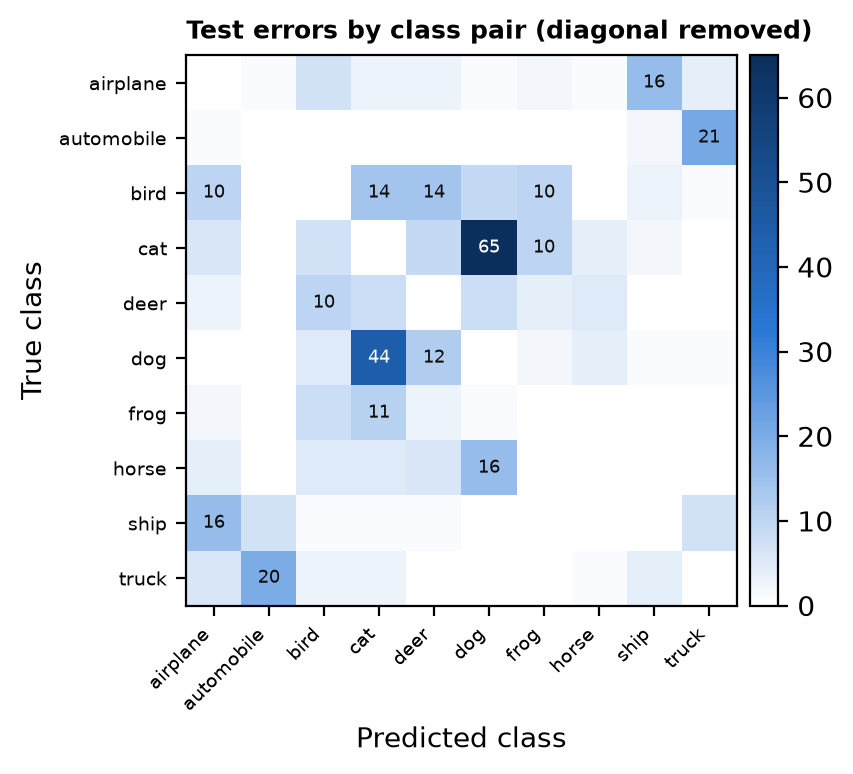 Test errors by class pair (diagonal removed)
airplane 16
automobile 21
bird 10 14 14 10
cat 65 10
deer 10
dog 44 12
frog 11
horse 16
ship 16
truck 20
airplane automobile bird cat deer dog frog horse ship truck
Predicted class
True class
60
50
40
30
20
10
0